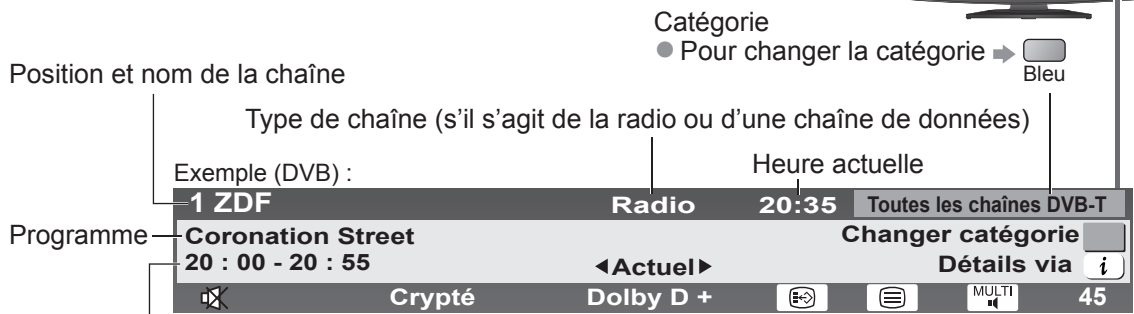 Catégorie
● Pour changer la catégorie
Bleu
Position et nom de la chaîne
Type de chaîne (s’il s’agit de la radio ou d’une chaîne de données)
Exemple (DVB) :
Heure actuelle
1 ZDF Radio 20:35 Toutes les chaînes DVB-T
Programme Coronation Street Changer catégorie
20 : 00 - 20 : 55 ◀Actuel▶ Détails via i
Crypté Dolby D + MULTI 45